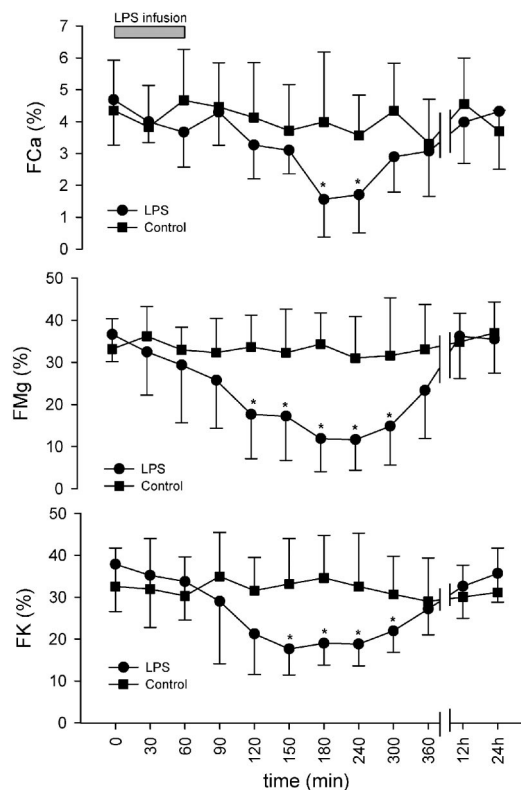 LPS infusion
7
6
5
4
3
2
1
0
FCa (%)
* *
LPS
Control
50
40
30
20
10
0
FMg (%)
* * * * *
LPS
Control
50
40
30
20
10
0
FK (%)
* * * *
LPS
Control
0 30 60 90 120 150 180 240 300 360 12h 24h
time (min)